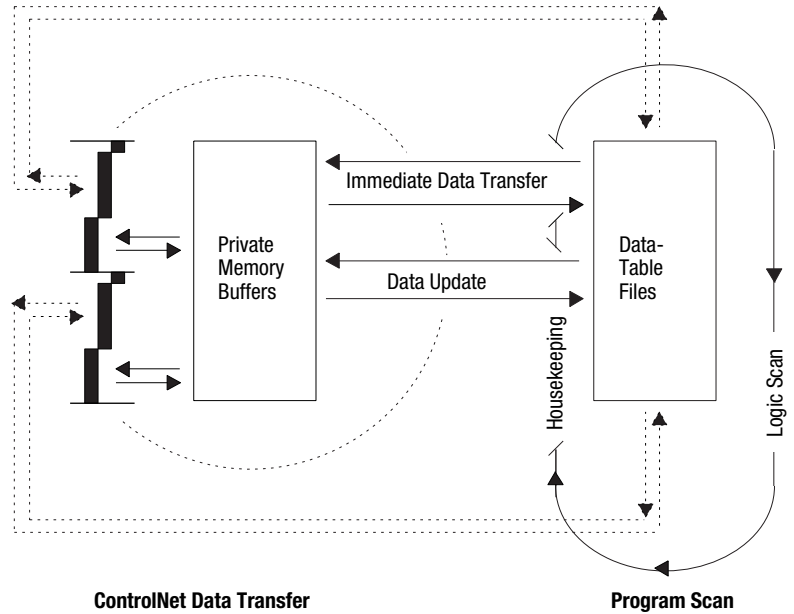 Immediate Data Transfer
Private
Memory
Buffers
Data-
Table
Files
Data Update
Housekeeping
Logic Scan
ControlNet Data Transfer
Program Scan